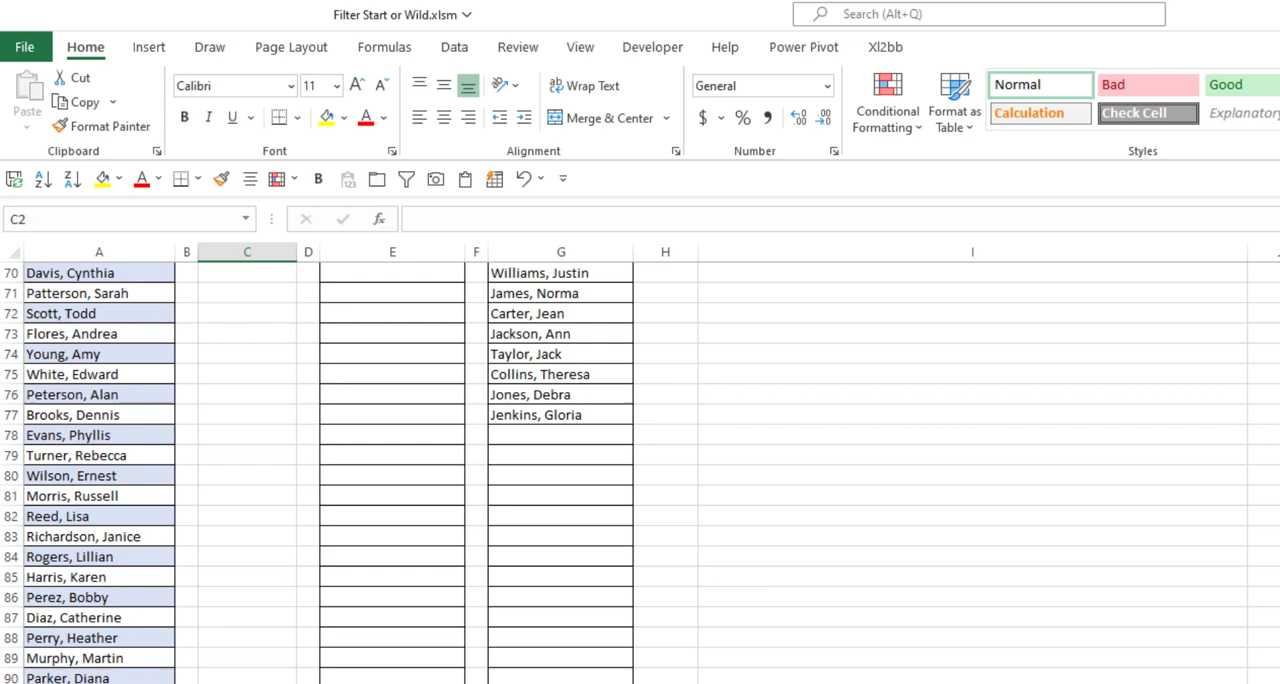 Filter Start or Wild.xlsm
Search (Alt+Q)
File Home Insert Draw Page Layout Formulas Data Review View Developer Help Power Pivot Xl2bb
Paste
Cut
Copy
Format Painter
Clipboard
Calibri 11
B I U
Font
Wrap Text
Merge & Center
Alignment
General
$ %
Number
Conditional Formatting
Format as Table
Normal Bad Good
Calculation Check Cell Explanatory
Styles
C2
fx
A B C D E F G H I
70 Davis, Cynthia Williams, Justin
71 Patterson, Sarah James, Norma
72 Scott, Todd Carter, Jean
73 Flores, Andrea Jackson, Ann
74 Young, Amy Taylor, Jack
75 White, Edward Collins, Theresa
76 Peterson, Alan Jones, Debra
77 Brooks, Dennis Jenkins, Gloria
78 Evans, Phyllis
79 Turner, Rebecca
80 Wilson, Ernest
81 Morris, Russell
82 Reed, Lisa
83 Richardson, Janice
84 Rogers, Lillian
85 Harris, Karen
86 Perez, Bobby
87 Diaz, Catherine
88 Perry, Heather
89 Murphy, Martin
90 Parker, Diana